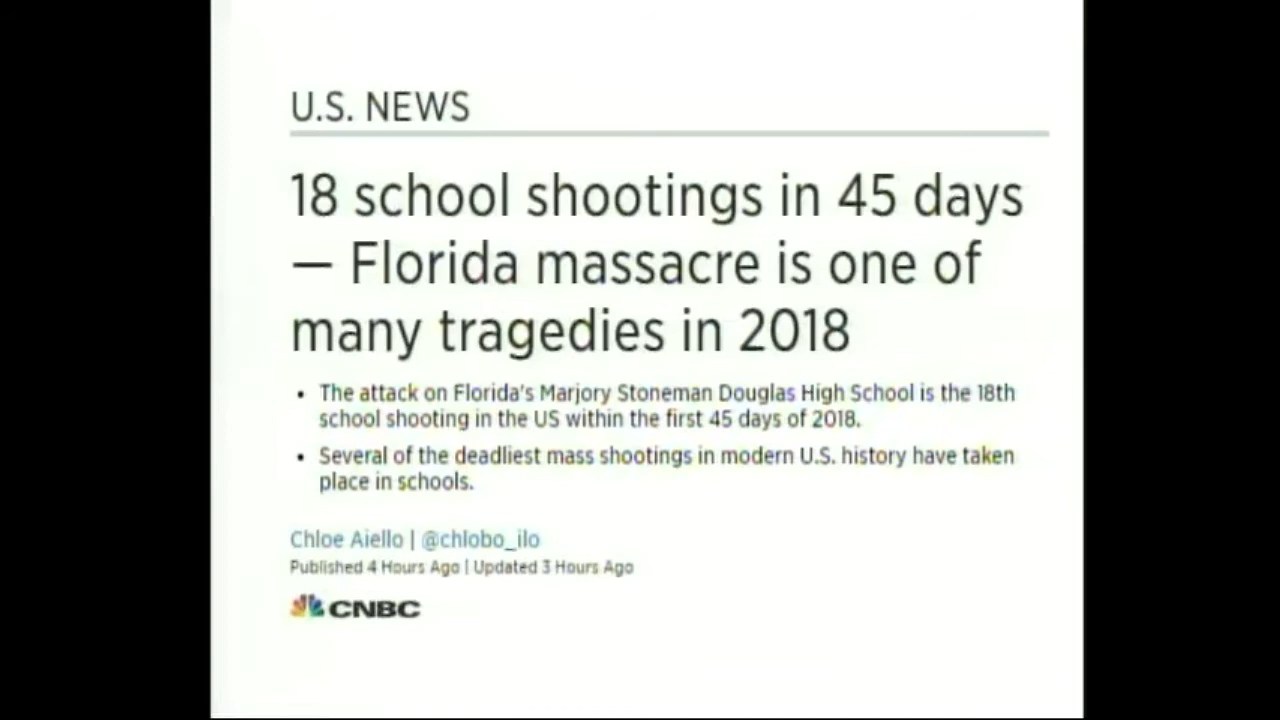 U.S. NEWS
18 school shootings in 45 days
— Florida massacre is one of
many tragedies in 2018
• The attack on Florida's Marjory Stoneman Douglas High School is the 18th
school shooting in the US within the first 45 days of 2018.
• Several of the deadliest mass shootings in modern U.S. history have taken
place in schools.
Chloe Aiello | @chlobo_ilo
Published 4 Hours Ago | Updated 3 Hours Ago
CNBC